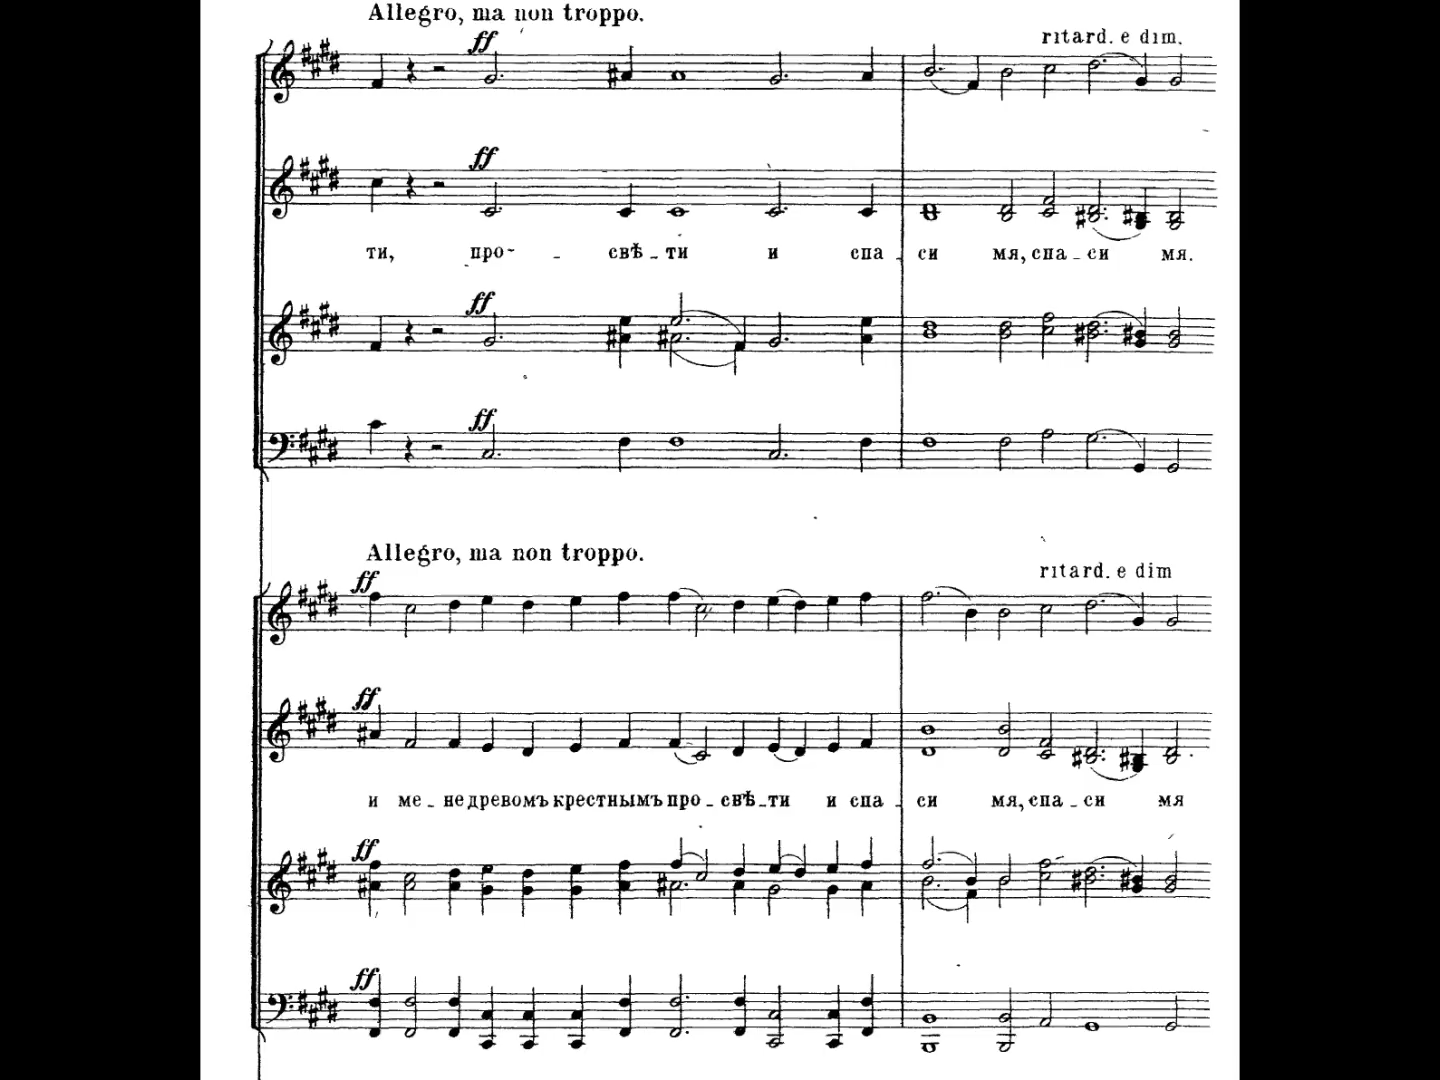 Allegro, ma non troppo.
ff
ritard. e dim.
ff
ти, про- - свѣ - ти и спа - си мя, спа - си мя.
ff
ff
Allegro, ma non troppo.
ff
ritard. e dim
ff
и ме - не древомъ крестнымъ про - свѣ - ти и спа - си мя, спа - си мя
ff
ff